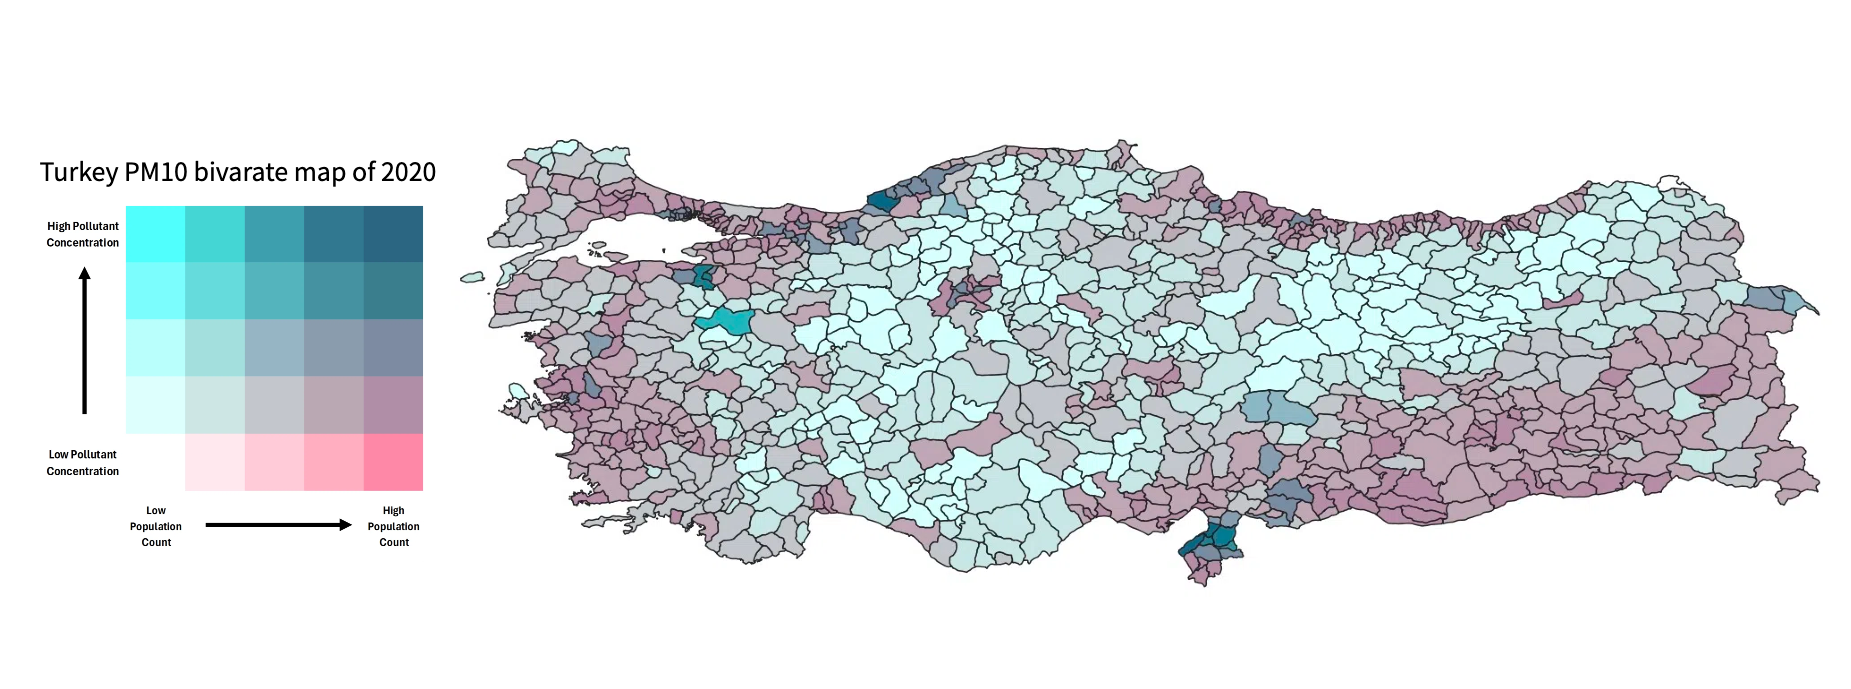 Turkey PM10 bivarate map of 2020
High Pollutant
Concentration
Low Pollutant
Concentration
Low
Population
Count
High
Population
Count